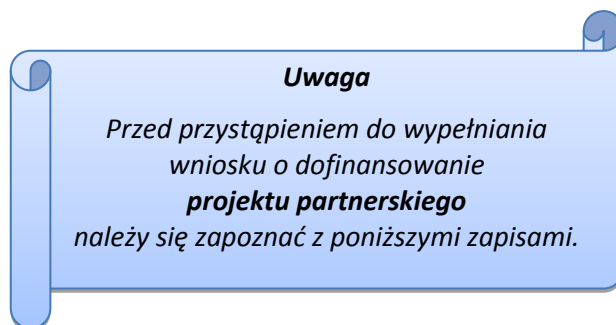 Uwaga
Przed przystąpieniem do wypełniania
wniosku o dofinansowanie
projektu partnerskiego
należy się zapoznać z poniższymi zapisami.